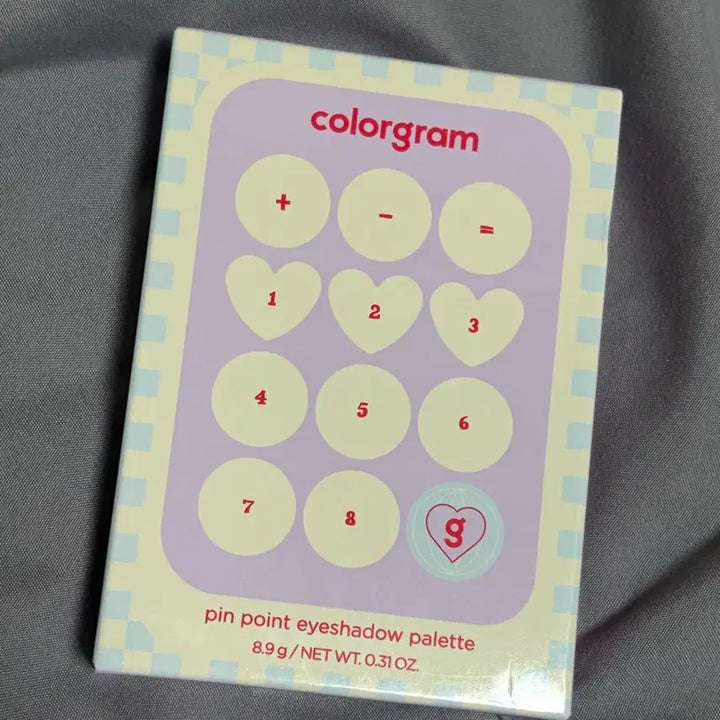 colorgram
+ - =
1 2 3
4 5 6
7 8 g
pin point eyeshadow palette
8.9 g / NET WT. 0.31 OZ.